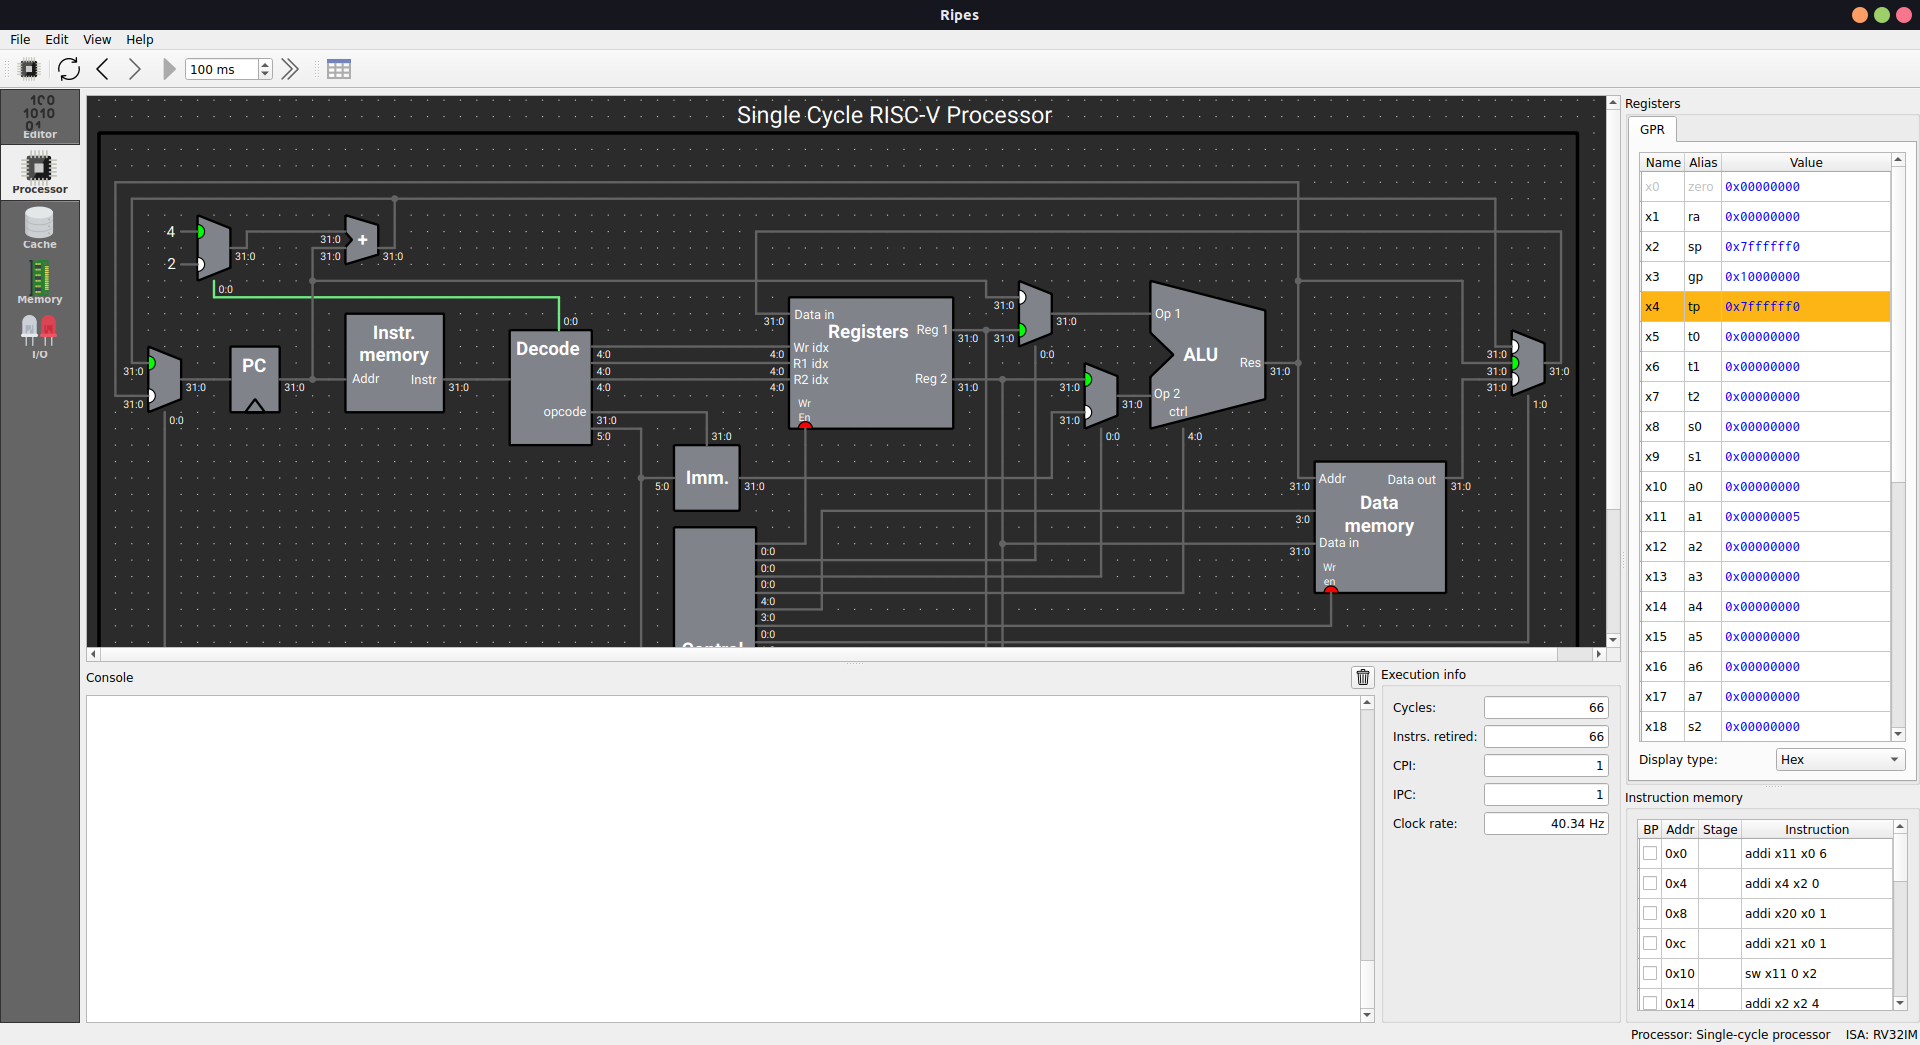 Ripes
File Edit View Help
100 ms
100
1010
01
Editor
Processor
Cache
Memory
I/O
Single Cycle RISC-V Processor
4
2
31:0
0:0
31:0
31:0
+
31:0
31:0
31:0
0:0
31:0
PC
31:0
Instr.
memory
Addr
Instr
31:0
0:0
Decode
4:0
4:0
4:0
opcode
31:0
5:0
31:0
5:0
Imm.
31:0
31:0
4:0
4:0
4:0
Data in
Registers
Reg 1
Wr idx
R1 idx
R2 idx
Reg 2
Wr
En
31:0
31:0
31:0
31:0
31:0
0:0
31:0
31:0
31:0
0:0
Op 1
ALU
Res
Op 2
ctrl
31:0
4:0
31:0
3:0
31:0
Addr
Data out
Data
memory
Data in
Wr
en
31:0
31:0
31:0
31:0
31:0
1:0
0:0
0:0
0:0
4:0
3:0
0:0
Control
Console
Execution info
Cycles: 66
Instrs. retired: 66
CPI: 1
IPC: 1
Clock rate: 40.34 Hz
Registers
GPR
Name Alias Value
x0 zero 0x00000000
x1 ra 0x00000000
x2 sp 0x7ffffff0
x3 gp 0x10000000
x4 tp 0x7ffffff0
x5 t0 0x00000000
x6 t1 0x00000000
x7 t2 0x00000000
x8 s0 0x00000000
x9 s1 0x00000000
x10 a0 0x00000000
x11 a1 0x00000005
x12 a2 0x00000000
x13 a3 0x00000000
x14 a4 0x00000000
x15 a5 0x00000000
x16 a6 0x00000000
x17 a7 0x00000000
x18 s2 0x00000000
Display type: Hex
Instruction memory
BP Addr Stage Instruction
0x0 addi x11 x0 6
0x4 addi x4 x2 0
0x8 addi x20 x0 1
0xc addi x21 x0 1
0x10 sw x11 0 x2
0x14 addi x2 x2 4
Processor: Single-cycle processor ISA: RV32IM